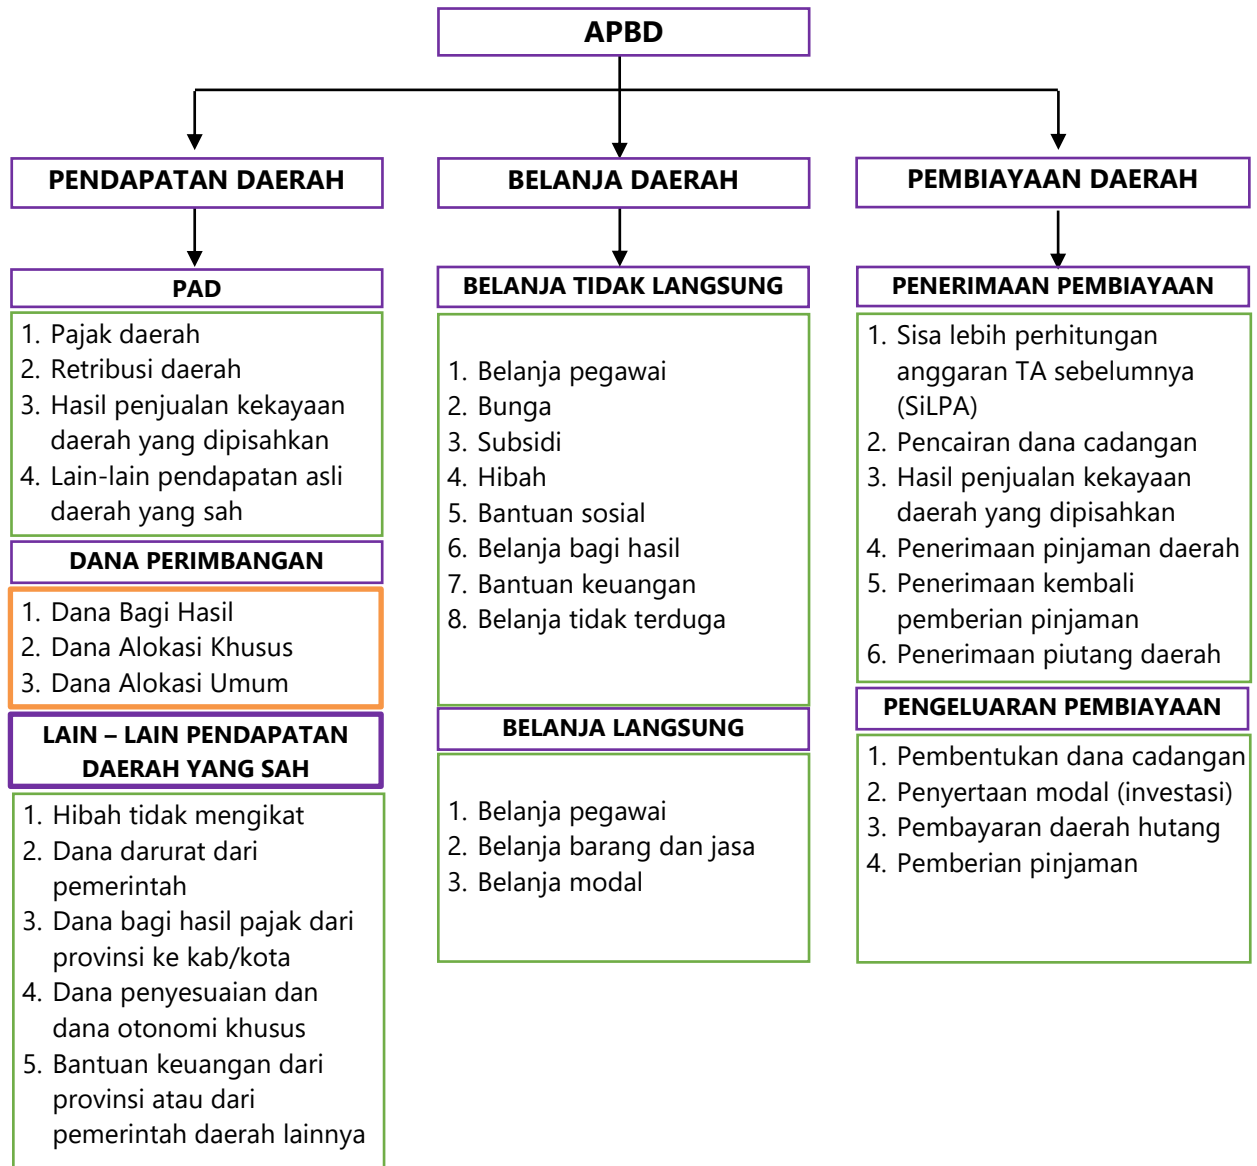 APBD
PENDAPATAN DAERAH
PAD
1. Pajak daerah
2. Retribusi daerah
3. Hasil penjualan kekayaan
daerah yang dipisahkan
4. Lain-lain pendapatan asli
daerah yang sah
DANA PERIMBANGAN
1. Dana Bagi Hasil
2. Dana Alokasi Khusus
3. Dana Alokasi Umum
LAIN – LAIN PENDAPATAN
DAERAH YANG SAH
1. Hibah tidak mengikat
2. Dana darurat dari
pemerintah
3. Dana bagi hasil pajak dari
provinsi ke kab/kota
4. Dana penyesuaian dan
dana otonomi khusus
5. Bantuan keuangan dari
provinsi atau dari
pemerintah daerah lainnya
BELANJA DAERAH
BELANJA TIDAK LANGSUNG
1. Belanja pegawai
2. Bunga
3. Subsidi
4. Hibah
5. Bantuan sosial
6. Belanja bagi hasil
7. Bantuan keuangan
8. Belanja tidak terduga
BELANJA LANGSUNG
1. Belanja pegawai
2. Belanja barang dan jasa
3. Belanja modal
PEMBIAYAAN DAERAH
PENERIMAAN PEMBIAYAAN
1. Sisa lebih perhitungan
anggaran TA sebelumnya
(SiLPA)
2. Pencairan dana cadangan
3. Hasil penjualan kekayaan
daerah yang dipisahkan
4. Penerimaan pinjaman daerah
5. Penerimaan kembali
pemberian pinjaman
6. Penerimaan piutang daerah
PENGELUARAN PEMBIAYAAN
1. Pembentukan dana cadangan
2. Penyertaan modal (investasi)
3. Pembayaran daerah hutang
4. Pemberian pinjaman